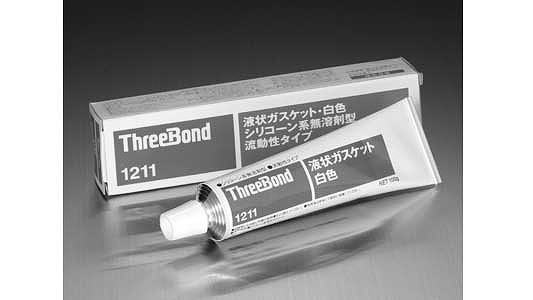 ThreeBond
1211
液状ガスケット・白色
シリコーン系無溶剤型
流動性タイプ
ThreeBond
1211
液状ガスケット
白色
NET 100g